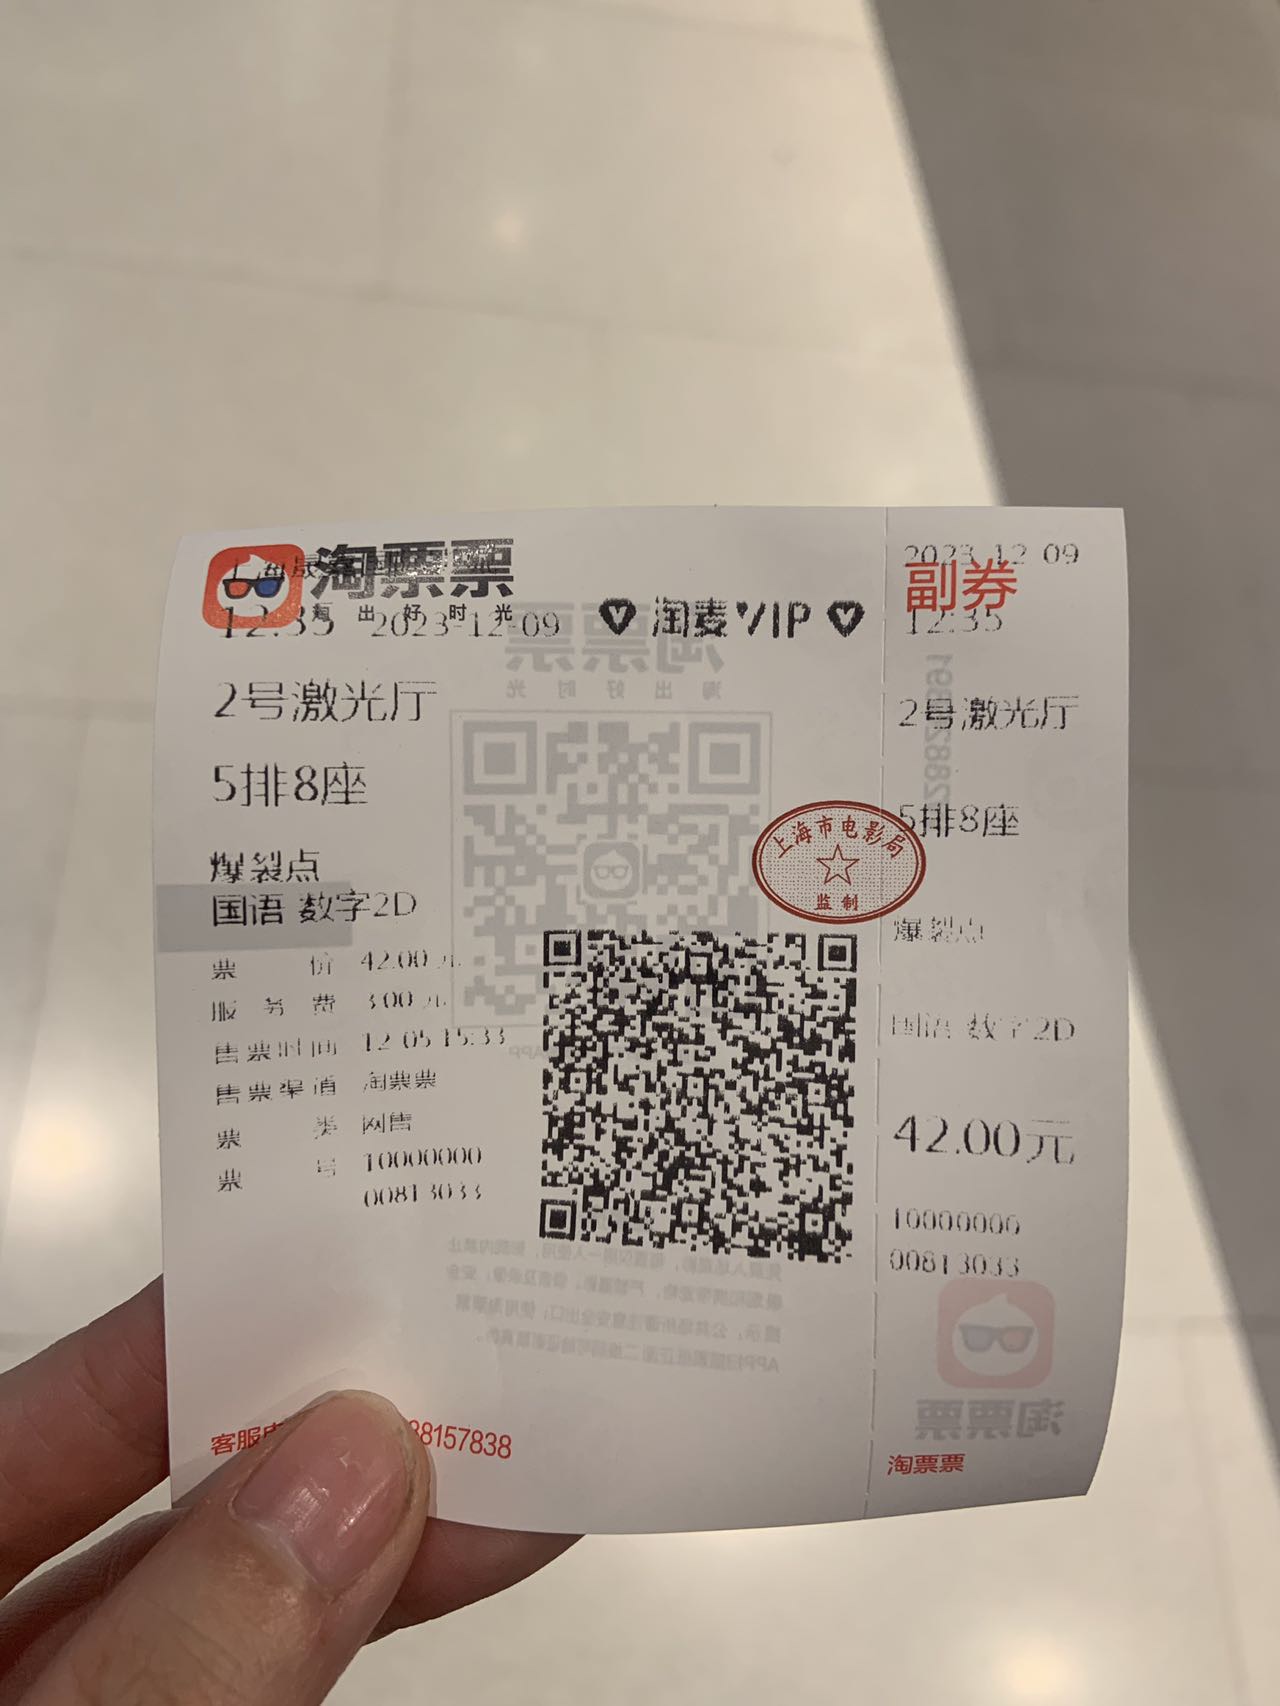 淘票票
淘出好时光
12:35 2023-12-09
淘麦VIP
2号激光厅
5排8座
爆裂点
国语 数字2D
票价 42.00元
服务费 3.00元
售票时间 12-05 15:33
售票渠道 淘票票
票类 网售
票号 10000000
00813033
客服
88157838
上海市电影局
监制
2023-12-09
副券
12:35
2号激光厅
5排8座
爆裂点
国语 数字2D
42.00元
10000000
00813033
淘票票